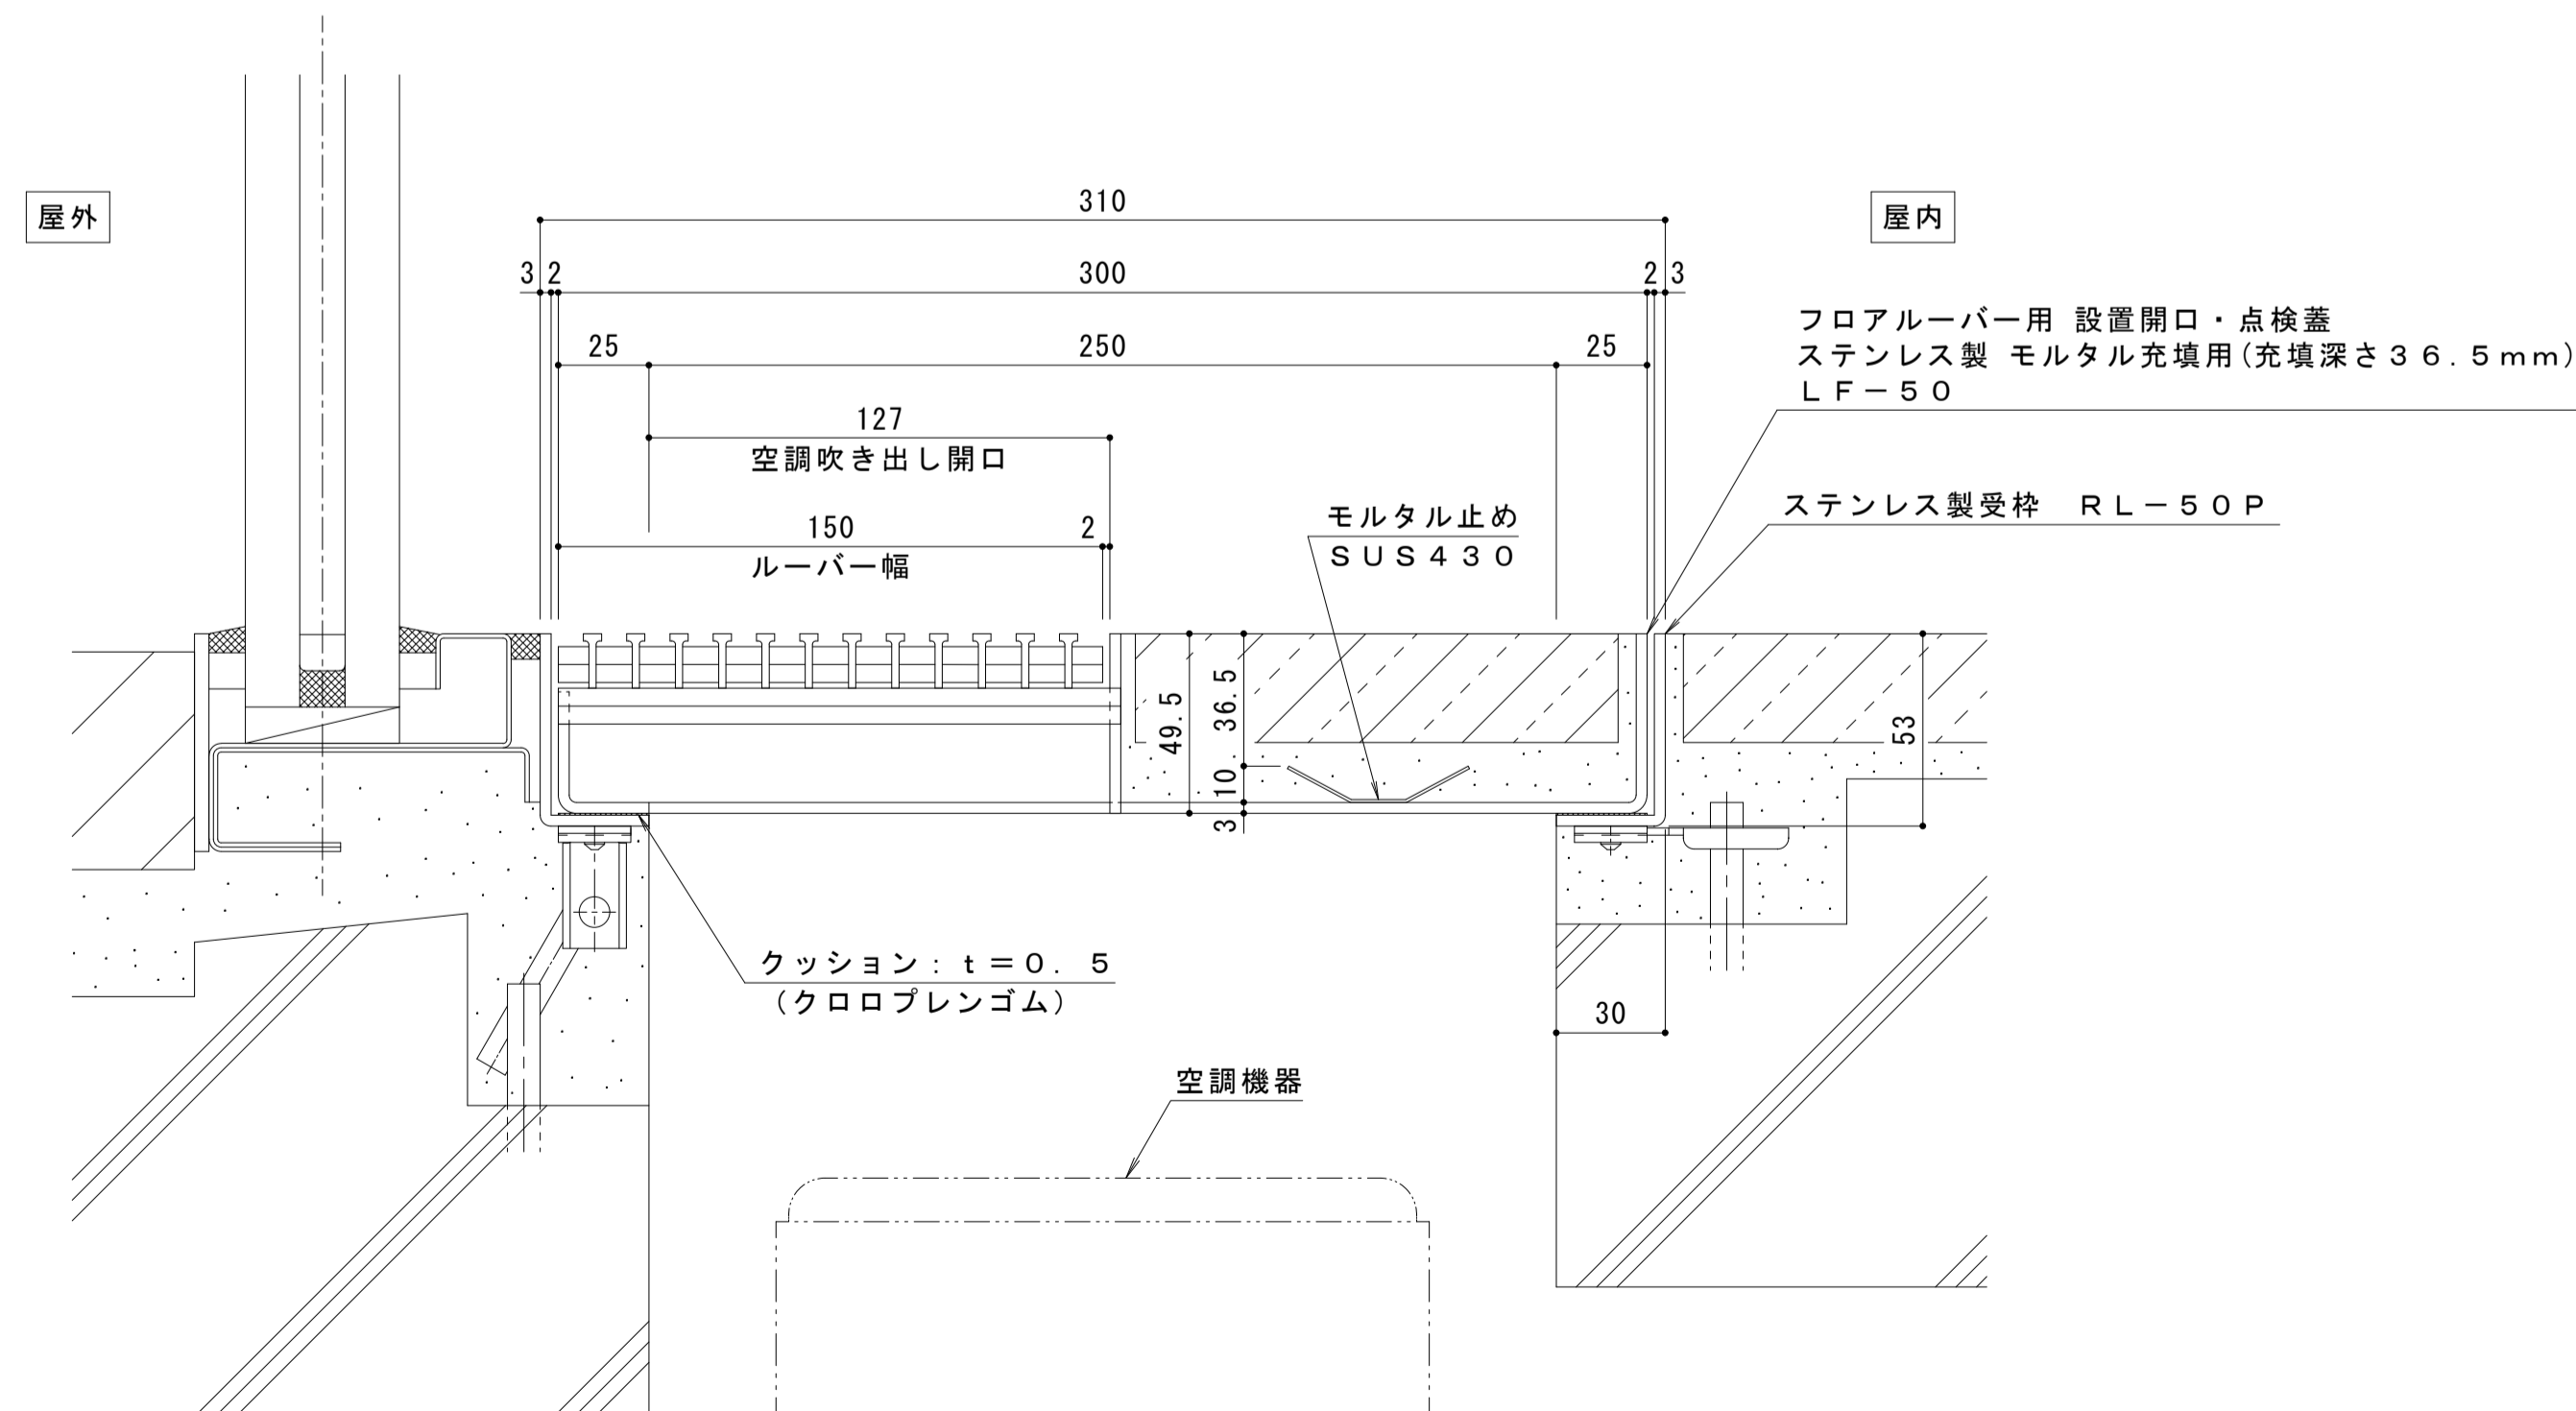 屋外
屋内
310
3 2 300 2 3
25 250 25
フロアルーバー用 設置開口・点検蓋
ステンレス製 モルタル充填用(充填深さ36.5mm)
LF-50
127
空調吹き出し開口
ステンレス製受枠 RL-50P
150 2
ルーバー幅
モルタル止め
SUS430
49.5
36.5
10
3
53
クッション:t=0.5
(クロロプレンゴム)
30
空調機器